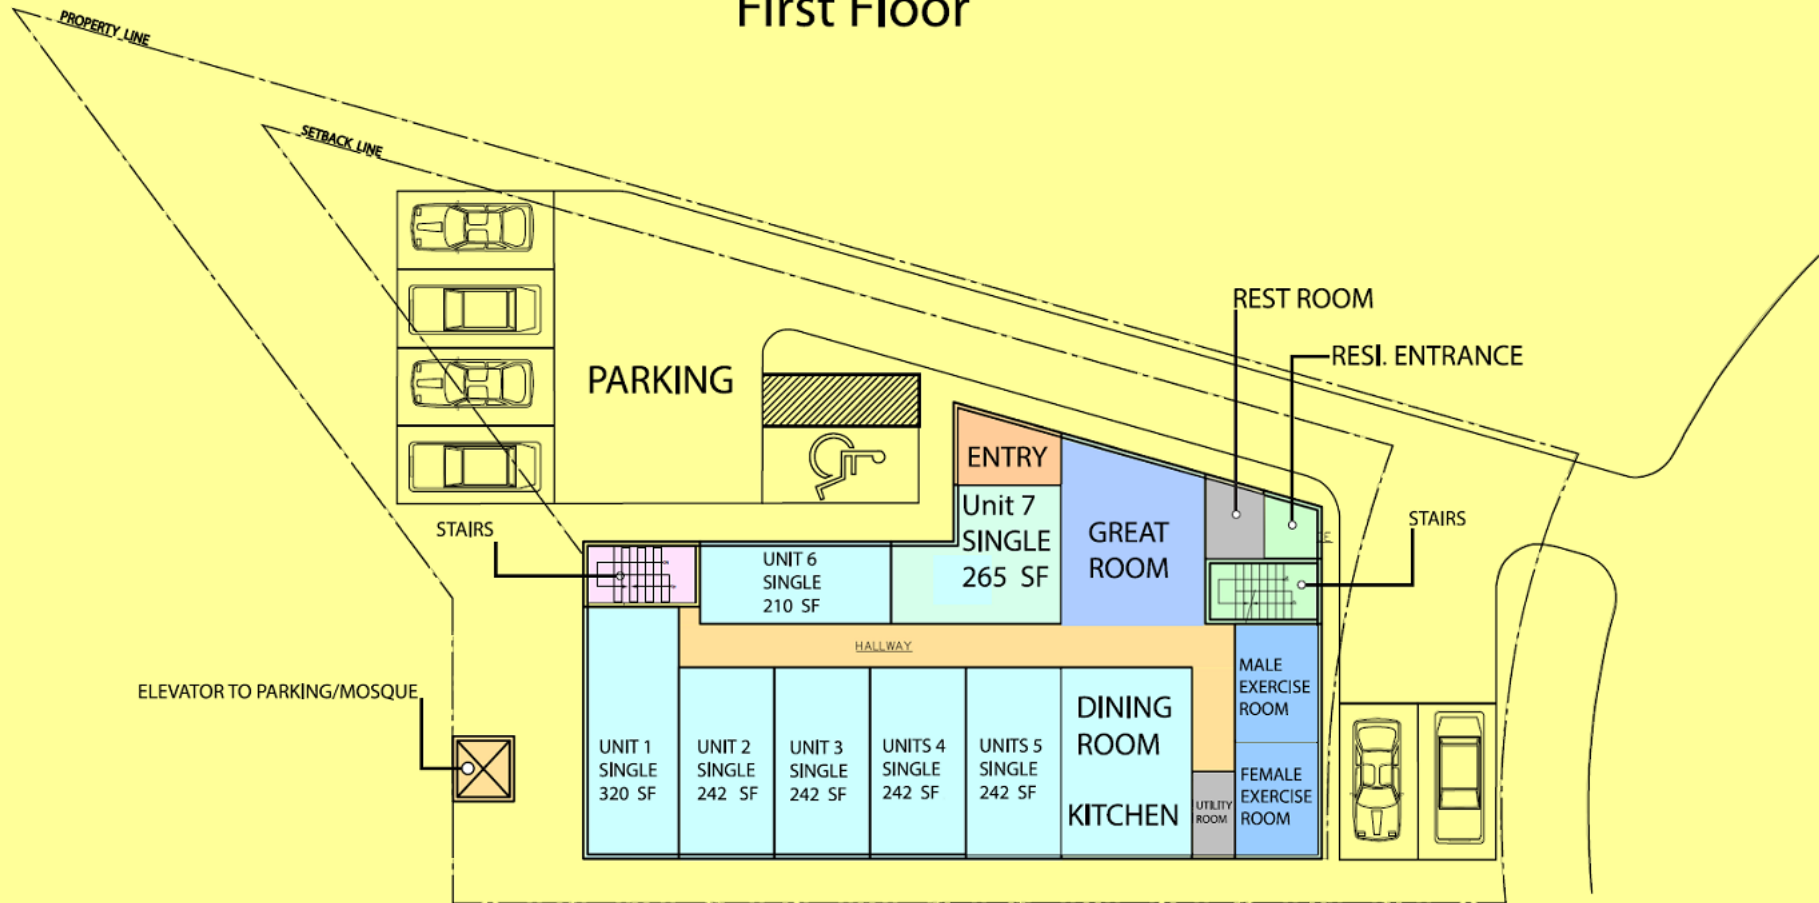 First Floor
PROPERTY LINE
SETBACK LINE
REST ROOM
RESI. ENTRANCE
PARKING
ENTRY
STAIRS
Unit 7
SINGLE
265 SF
GREAT
ROOM
STAIRS
UNIT 6
SINGLE
210 SF
HALLWAY
ELEVATOR TO PARKING/MOSQUE
MALE
EXERCISE
ROOM
DINING
ROOM
UNIT 1
SINGLE
320 SF
UNIT 2
SINGLE
242 SF
UNIT 3
SINGLE
242 SF
UNITS 4
SINGLE
242 SF
UNITS 5
SINGLE
242 SF
KITCHEN
UTILITY
ROOM
FEMALE
EXERCISE
ROOM